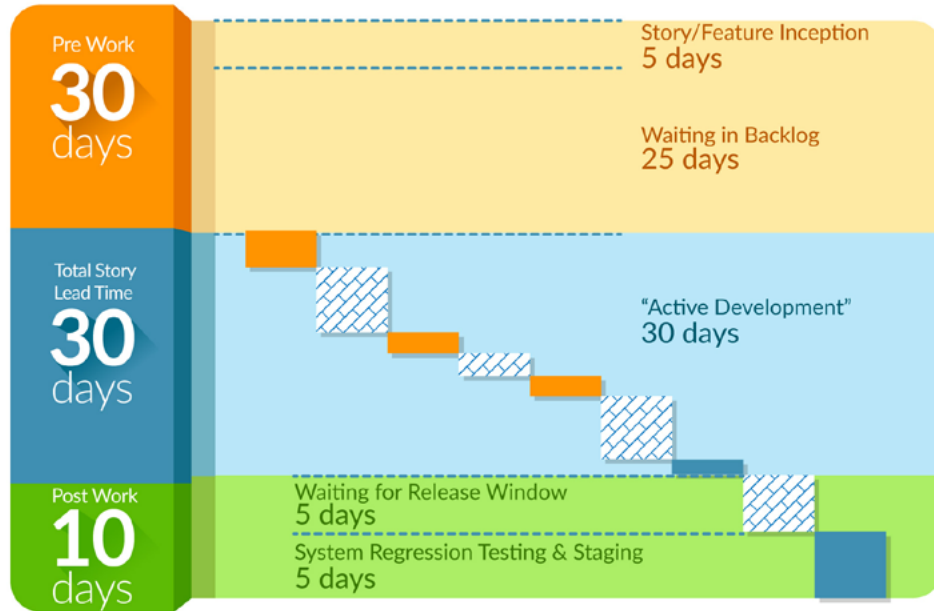 Pre Work
30
days
Story/Feature Inception
5 days
Waiting in Backlog
25 days
Total Story
Lead Time
30
days
“Active Development”
30 days
Post Work
10
days
Waiting for Release Window
5 days
System Regression Testing & Staging
5 days